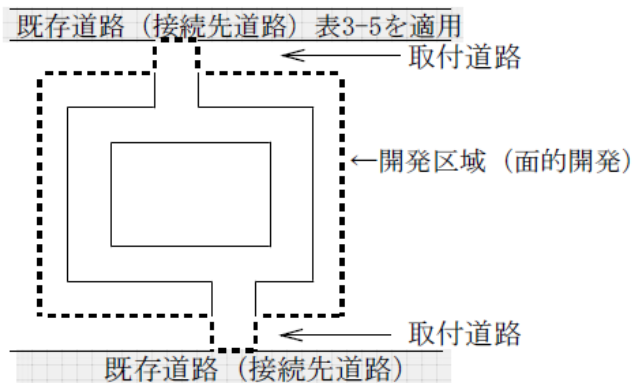 既存道路（接続先道路）表3-5を適用
取付道路
←開発区域（面的開発）
取付道路
既存道路（接続先道路）